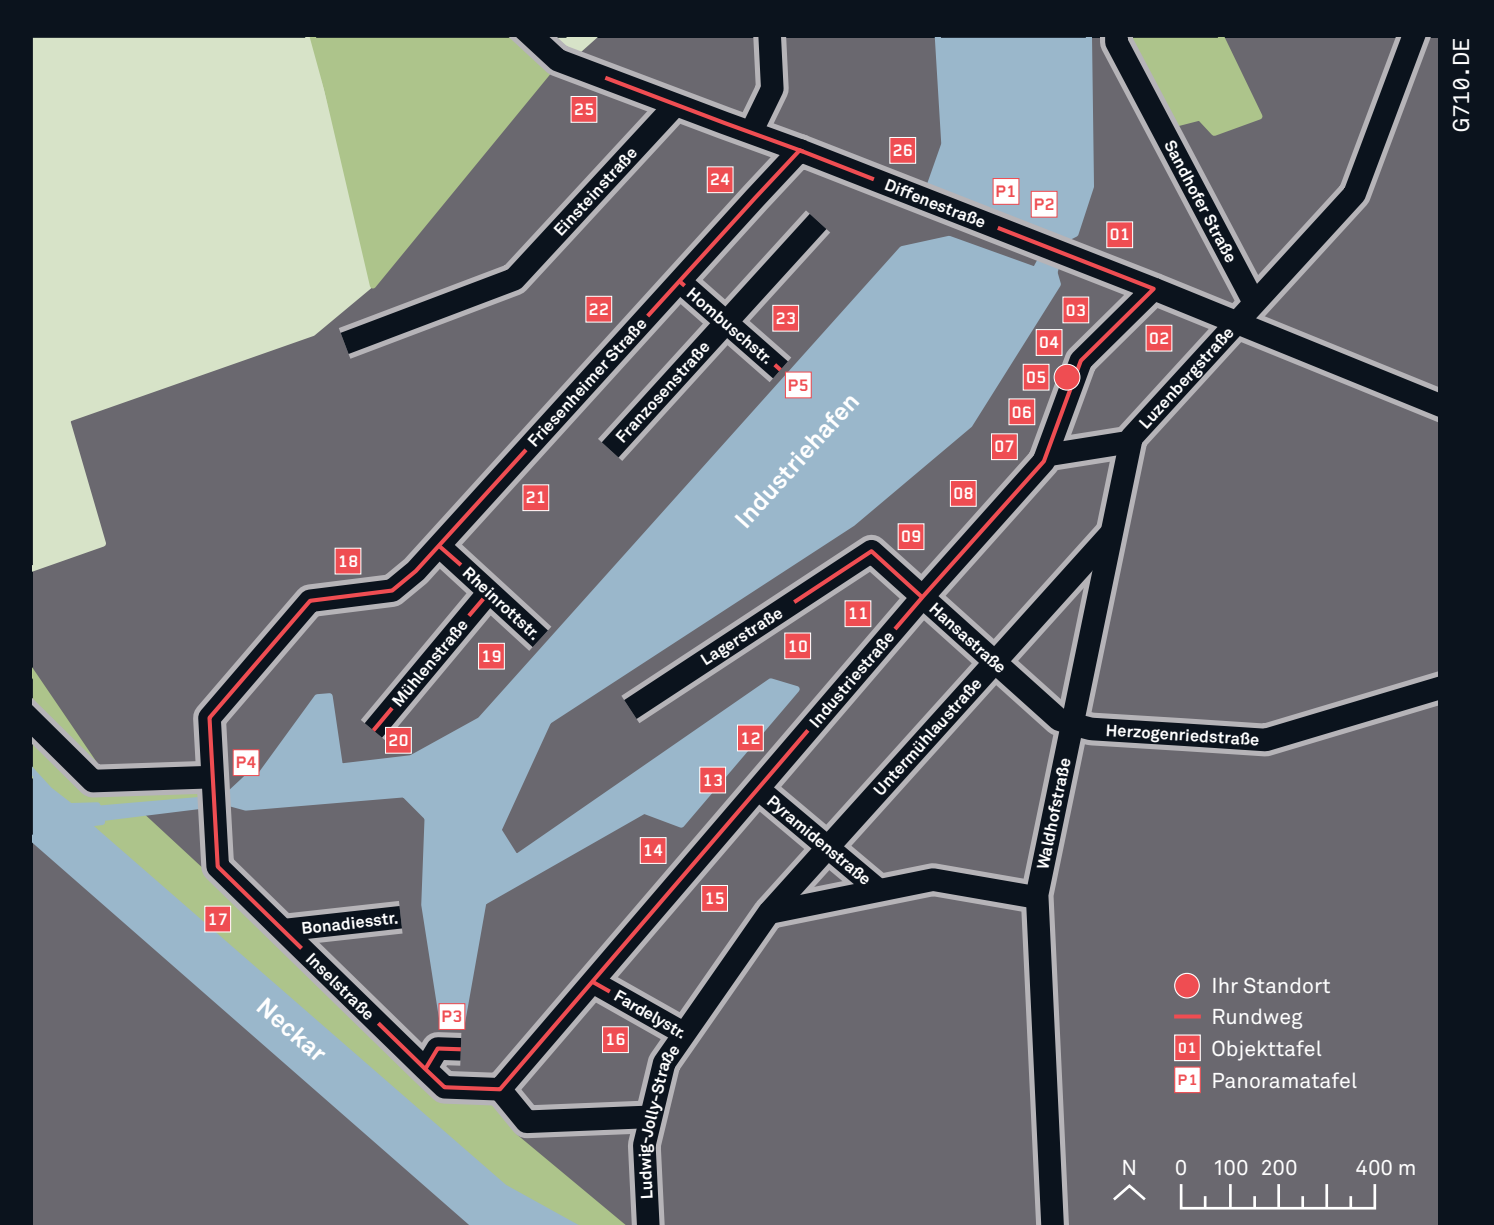 G710.DE
25
26
24
Einsteinstraße
Diffenestraße
P1
P2
01
Sandhofer Straße
22
Hombuschstr.
23
03
04
02
05
P5
Friesenheimer Straße
Franzosenstraße
Luzenbergstraße
06
07
Industriehafen
21
08
09
18
Rheinrottstr.
11
10
Lagerstraße
Hansastraße
19
Mühlenstraße
20
Industriestraße
12
P4
13
Untermühlaustraße
Herzogenriedstraße
Pyramidenstraße
Waldhofstraße
14
15
17
Bonadiesstr.
Inselstraße
P3
Fardelystr.
16
Neckar
Ludwig-Jolly-Straße
Ihr Standort
Rundweg
01 Objekttafel
P1 Panoramatafel
N 0 100 200 400 m